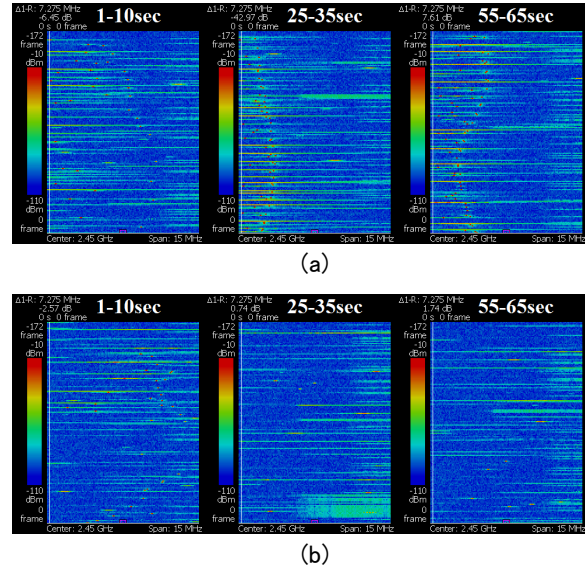 Δ1-R: 7.275 MHz
-6.45 dB
0 s 0 frame
1-10sec
-172
frame
-10
dBm
-110
dBm
0
frame
Center: 2.45 GHz
Span: 15 MHz
Δ1-R: 7.275 MHz
-42.97 dB
0 s 0 frame
25-35sec
-172
frame
-10
dBm
-110
dBm
0
frame
Center: 2.45 GHz
Span: 15 MHz
Δ1-R: 7.275 MHz
7.61 dB
0 s 0 frame
55-65sec
-172
frame
-10
dBm
-110
dBm
0
frame
Center: 2.45 GHz
Span: 15 MHz
(a)
Δ1-R: 7.275 MHz
-2.57 dB
0 s 0 frame
1-10sec
-172
frame
-10
dBm
-110
dBm
0
frame
Center: 2.45 GHz
Span: 15 MHz
Δ1-R: 7.275 MHz
0.74 dB
0 s 0 frame
25-35sec
-172
frame
-10
dBm
-110
dBm
0
frame
Center: 2.45 GHz
Span: 15 MHz
Δ1-R: 7.275 MHz
1.74 dB
0 s 0 frame
55-65sec
-172
frame
-10
dBm
-110
dBm
0
frame
Center: 2.45 GHz
Span: 15 MHz
(b)